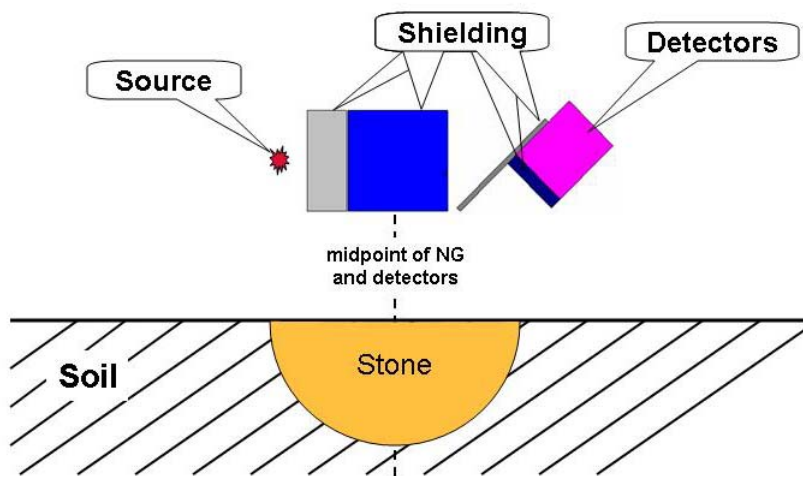 Shielding
Detectors
Source
midpoint of NG
and detectors
Stone
Soil